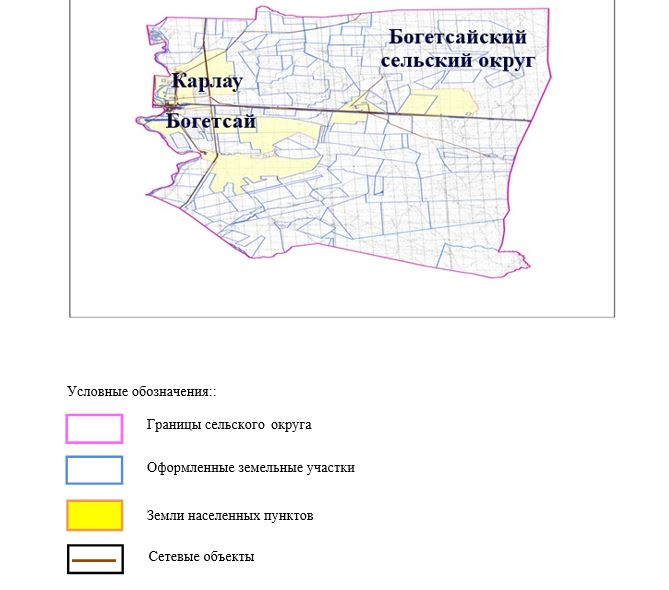 Богетсайский
сельский округ
Карлау
Богетсай
Условные обозначения::
Границы сельского округа
Оформленные земельные участки
Земли населенных пунктов
Сетевые объекты